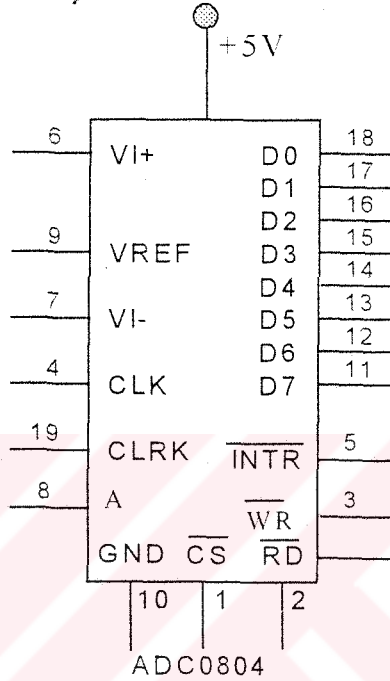 +5V
6 VI+ D0 18
D1 17
D2 16
9 VREF D3 15
D4 14
7 VI- D5 13
D6 12
4 CLK D7 11
19 CLRK INTR 5
8 A WR 3
GND CS RD
10 1 2
ADC0804